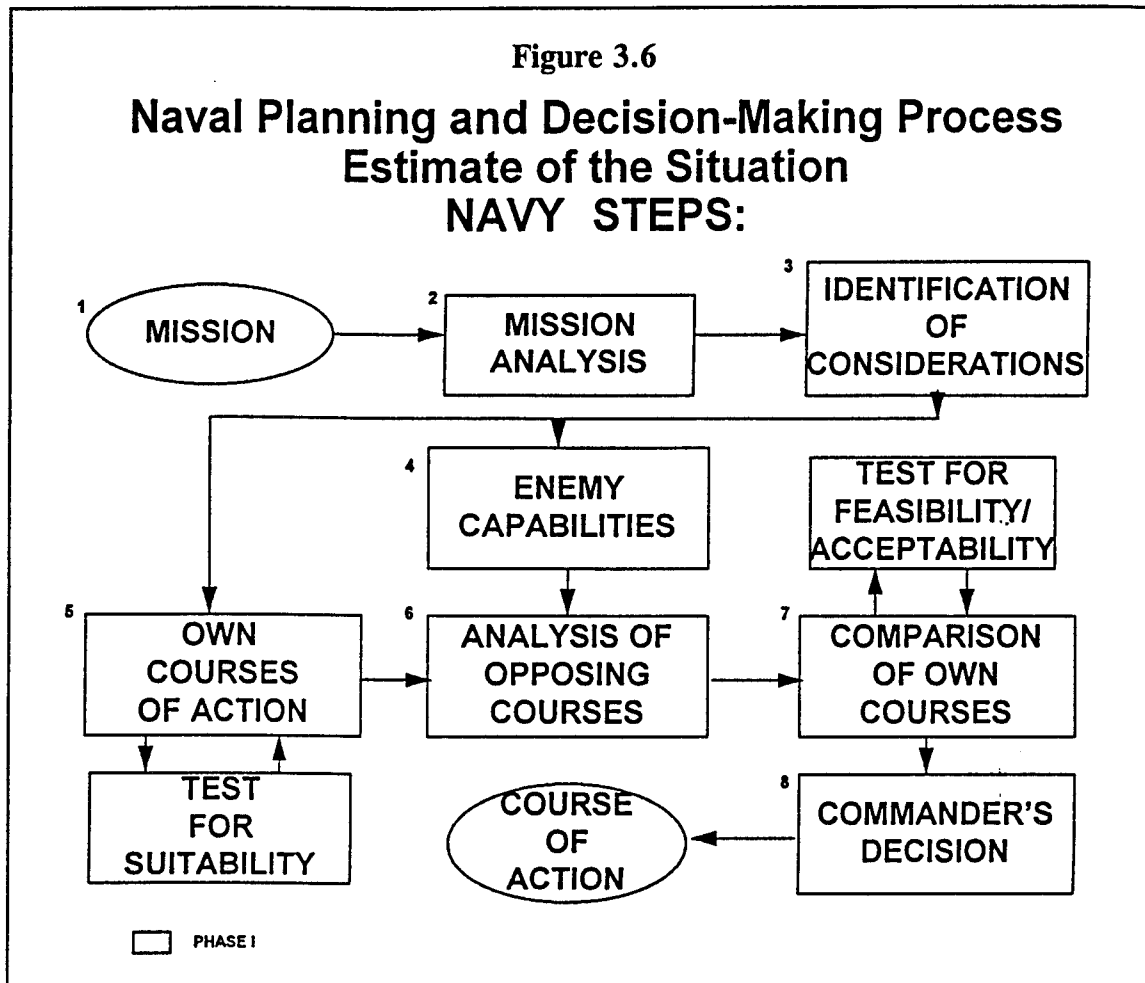 Figure 3.6
Naval Planning and Decision-Making Process
Estimate of the Situation
NAVY STEPS:
1
MISSION
2
MISSION
ANALYSIS
3
IDENTIFICATION
OF
CONSIDERATIONS
4
ENEMY
CAPABILITIES
TEST FOR
FEASIBILITY/
ACCEPTABILITY
5
OWN
COURSES
OF ACTION
6
ANALYSIS OF
OPPOSING
COURSES
7
COMPARISON
OF OWN
COURSES
TEST
FOR
SUITABILITY
COURSE
OF
ACTION
8
COMMANDER'S
DECISION
PHASE I